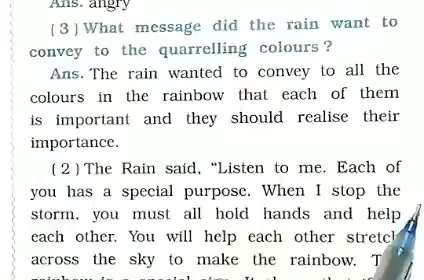 Ans. angry
( 3 ) What message did the rain want to
convey to the quarrelling colours ?
Ans. The rain wanted to convey to all the
colours in the rainbow that each of them
is important and they should realise their
importance.
( 2 ) The Rain said, "Listen to me. Each of
you has a special purpose. When I stop the
storm, you must all hold hands and help
each other. You will help each other stretch
across the sky to make the rainbow.